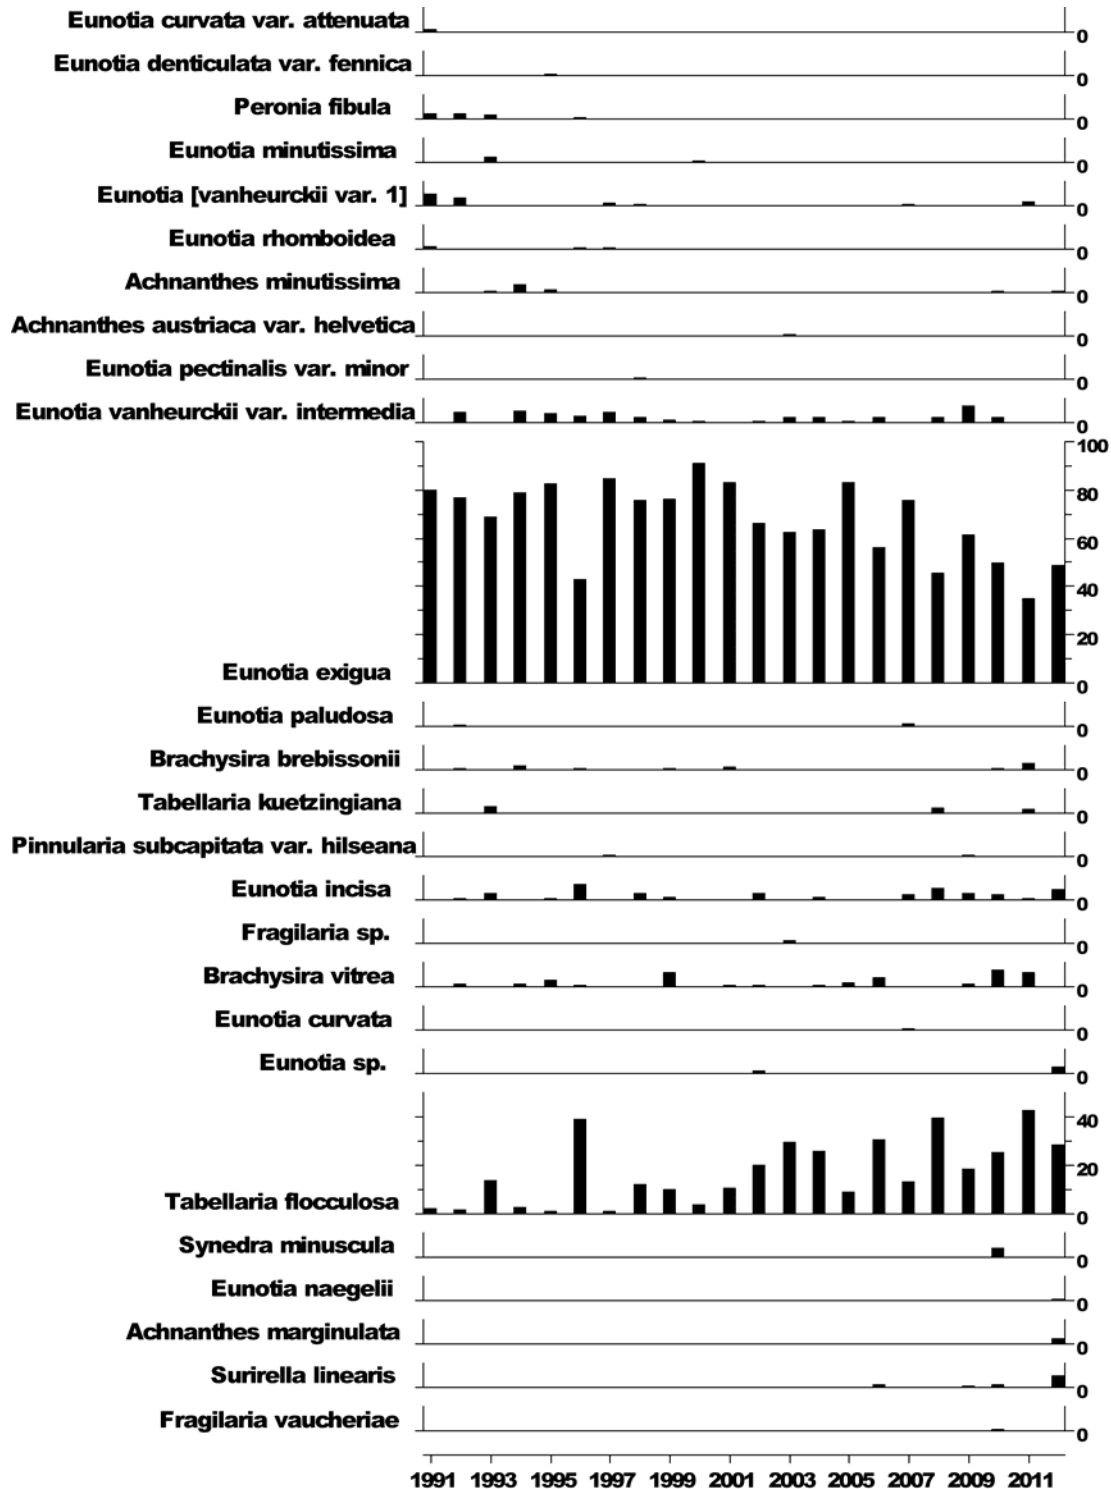 Eunotia curvata var. attenuata 0
Eunotia denticulata var. fennica 0
Peronia fibula 0
Eunotia minutissima 0
Eunotia [vanheurckii var. 1] 0
Eunotia rhomboidea 0
Achnanthes minutissima 0
Achnanthes austriaca var. helvetica 0
Eunotia pectinalis var. minor 0
Eunotia vanheurckii var. intermedia 0
100
80
60
40
20
Eunotia exigua 0
Eunotia paludosa 0
Brachysira brebissonii 0
Tabellaria kuetzingiana 0
Pinnularia subcapitata var. hilseana 0
Eunotia incisa 0
Fragilaria sp. 0
Brachysira vitrea 0
Eunotia curvata 0
Eunotia sp. 0
40
20
Tabellaria flocculosa 0
Synedra minuscula 0
Eunotia naegelii 0
Achnanthes marginulata 0
Surirella linearis 0
Fragilaria vaucheriae 0
1991 1993 1995 1997 1999 2001 2003 2005 2007 2009 2011